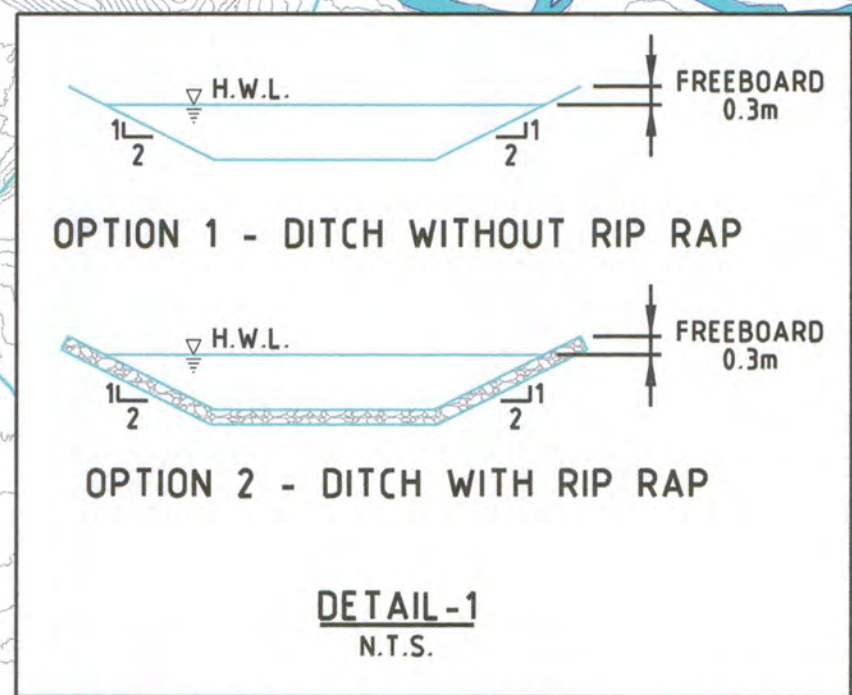 H.W.L.
FREEBOARD
0.3m
1
2
1
2
OPTION 1 - DITCH WITHOUT RIP RAP
H.W.L.
FREEBOARD
0.3m
1
2
1
2
OPTION 2 - DITCH WITH RIP RAP
DETAIL-1
N.T.S.